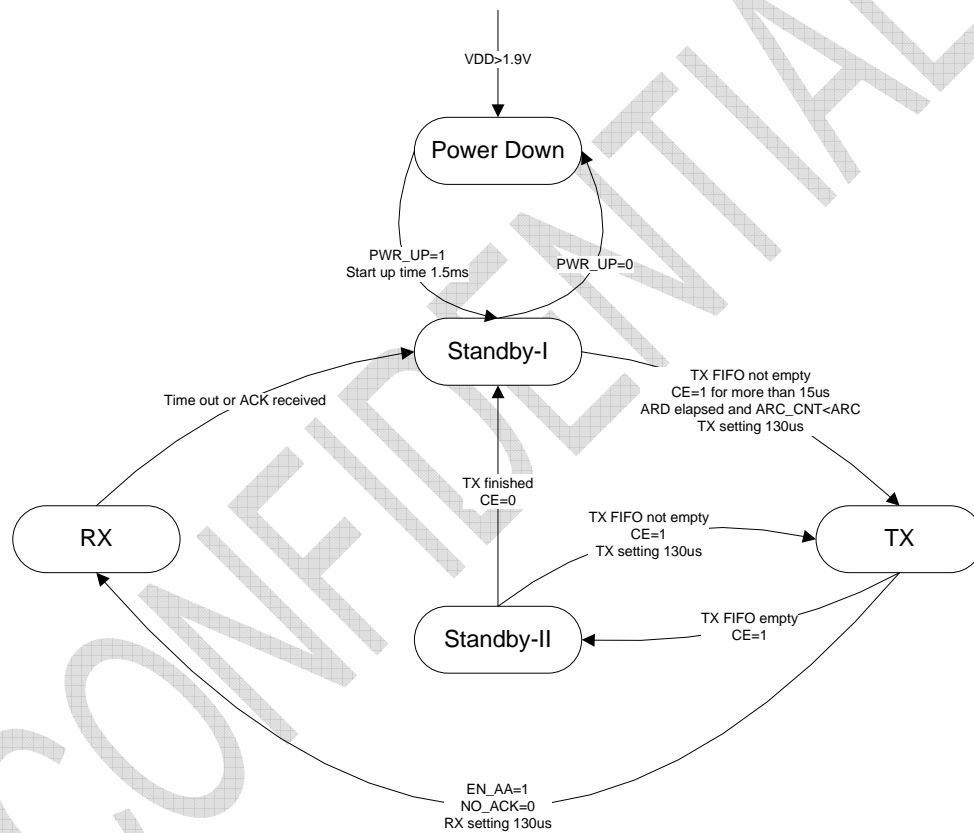 VDD>1.9V
Power Down
PWR_UP=1
Start up time 1.5ms
PWR_UP=0
Standby-I
TX FIFO not empty
CE=1 for more than 15us
ARD elapsed and ARC_CNT<ARC
TX setting 130us
Time out or ACK received
TX finished
CE=0
RX
TX FIFO not empty
CE=1
TX setting 130us
TX
Standby-II
TX FIFO empty
CE=1
EN_AA=1
NO_ACK=0
RX setting 130us
CONFIDENTIAL